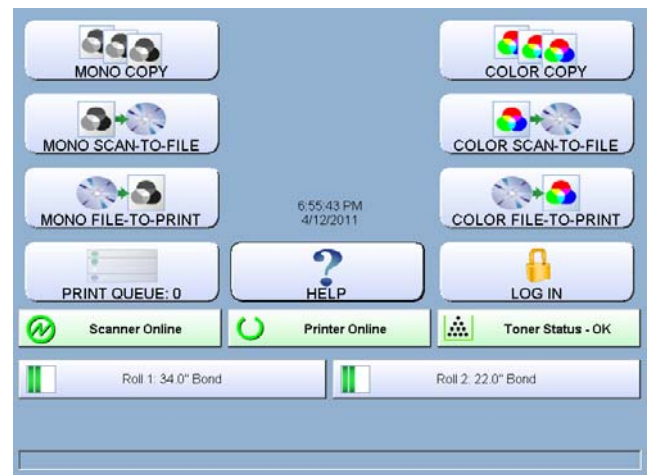 MONO COPY
COLOR COPY
MONO SCAN-TO-FILE
COLOR SCAN-TO-FILE
MONO FILE-TO-PRINT
6:55:43 PM
4/12/2011
COLOR FILE-TO-PRINT
PRINT QUEUE: 0
HELP
LOG IN
Scanner Online
Printer Online
Toner Status - OK
Roll 1: 34.0" Bond
Roll 2: 22.0" Bond